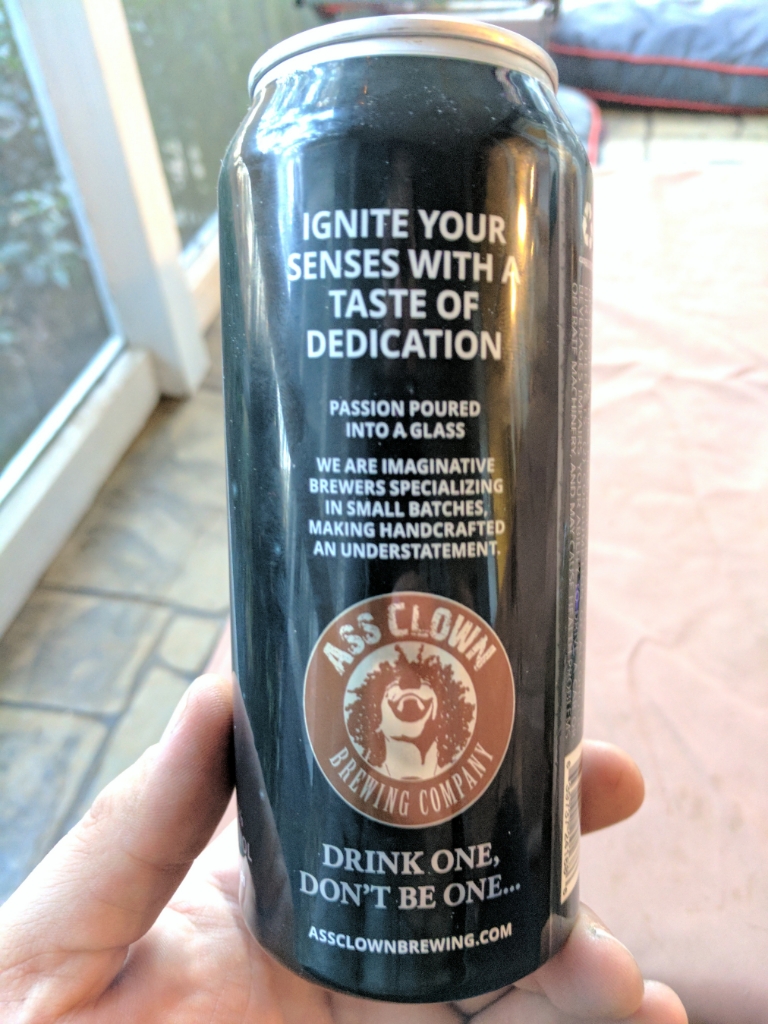 IGNITE YOUR
SENSES WITH A
TASTE OF
DEDICATION
PASSION POURED
INTO A GLASS
WE ARE IMAGINATIVE
BREWERS SPECIALIZING
IN SMALL BATCHES,
MAKING HANDCRAFTED
AN UNDERSTATEMENT.
ASS CLOWN
BREWING COMPANY
DRINK ONE,
DON'T BE ONE...
ASSCLOWNBREWING.COM